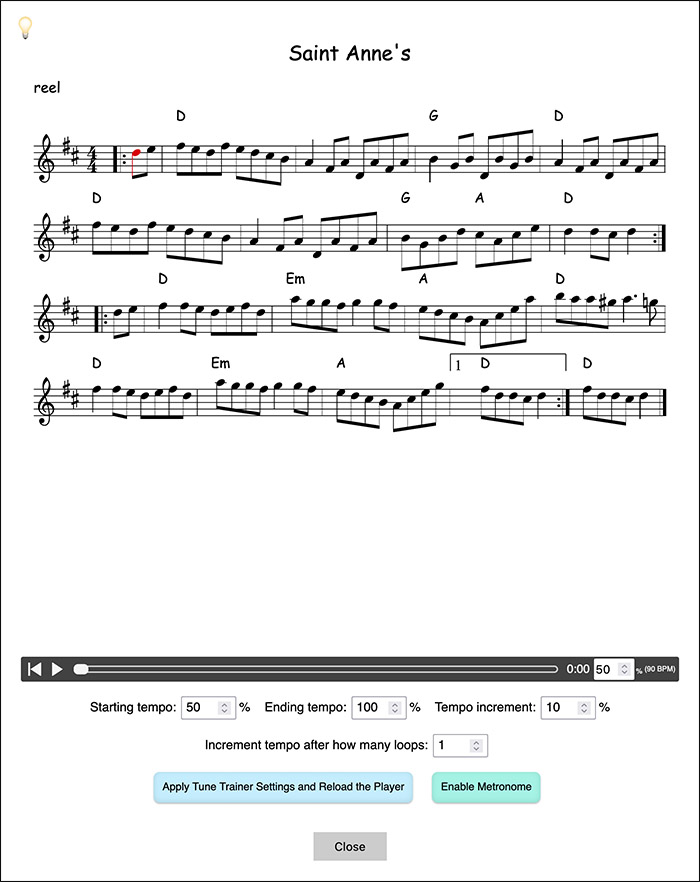 Saint Anne's
reel
D G D
4
4
D G A D
D Em A D
D Em A 1 D D
0:00 50 % (90 BPM)
Starting tempo: 50 % Ending tempo: 100 % Tempo increment: 10 %
Increment tempo after how many loops: 1
Apply Tune Trainer Settings and Reload the Player Enable Metronome
Close